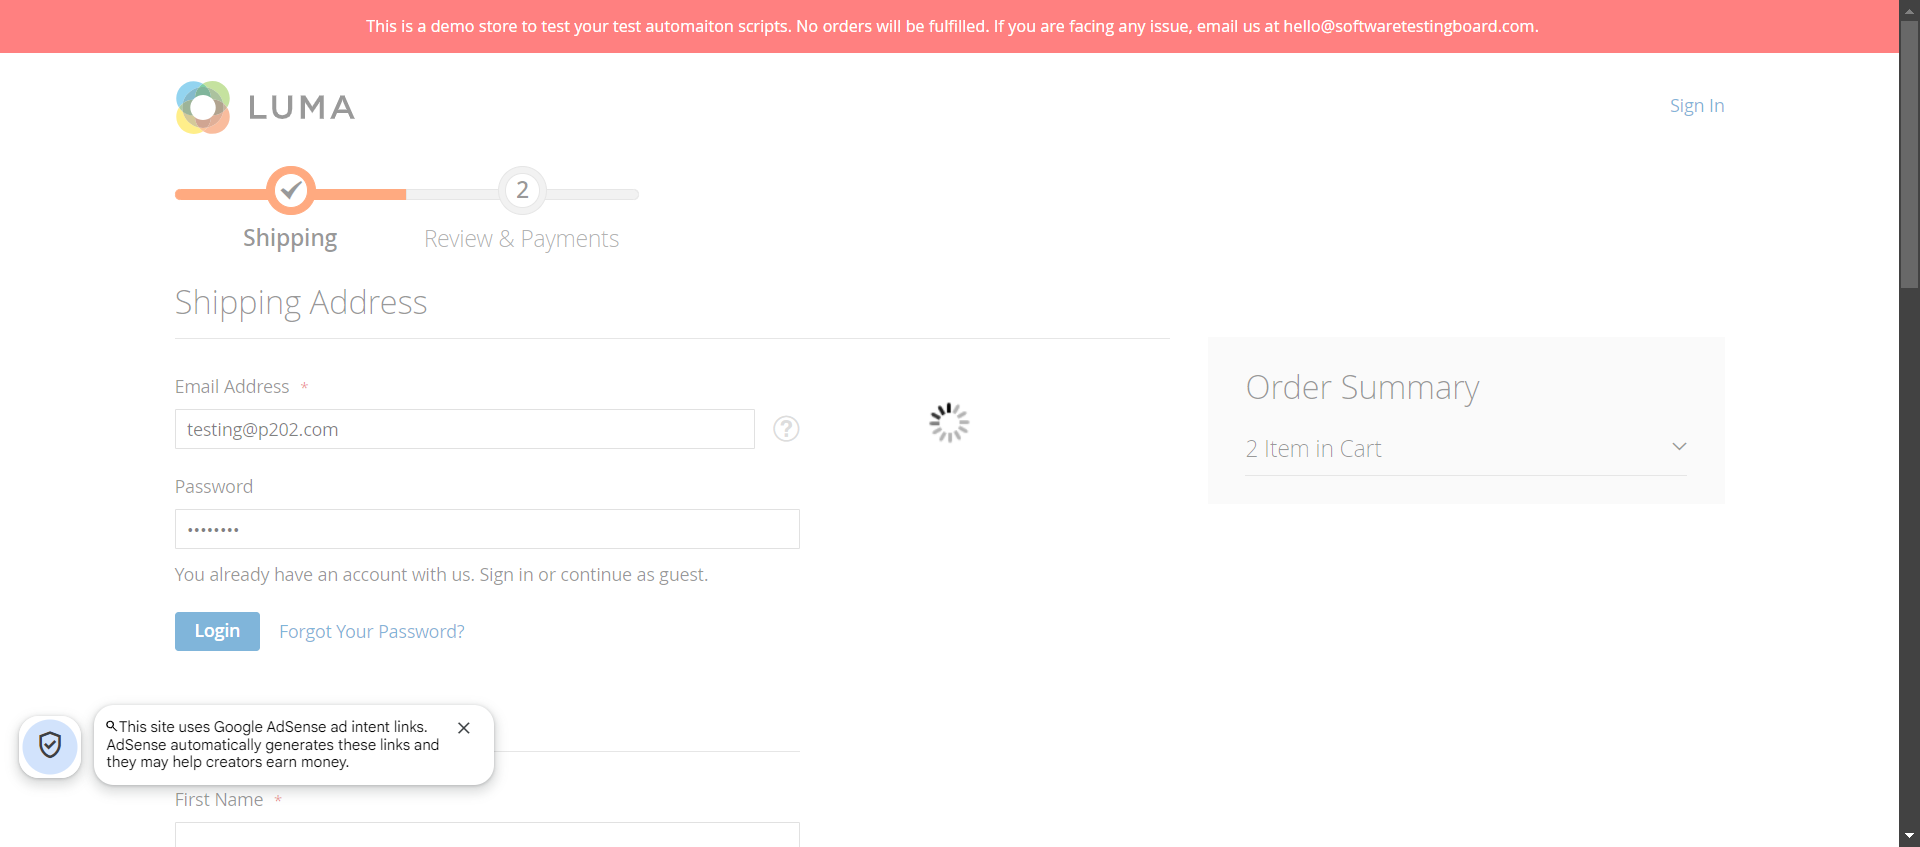 This is a demo store to test your test automaiton scripts. No orders will be fulfilled. If you are facing any issue, email us at hello@softwaretestingboard.com.
LUMA
Sign In
2
Shipping
Review & Payments
Shipping Address
Email Address *
testing@p202.com
?
Order Summary
2 Item in Cart
Password
••••••••
You already have an account with us. Sign in or continue as guest.
Login
Forgot Your Password?
This site uses Google AdSense ad intent links.
AdSense automatically generates these links and
they may help creators earn money.
First Name *